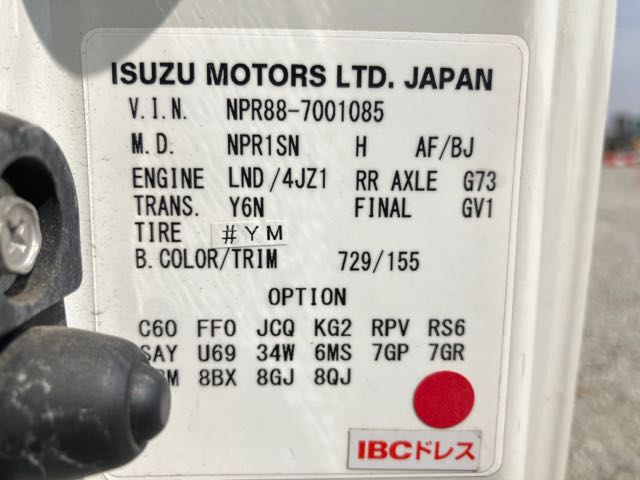 ISUZU MOTORS LTD. JAPAN
V.I.N. NPR88-7001085
M.D. NPR1SN H AF/BJ
ENGINE LND/4JZ1 RR AXLE G73
TRANS. Y6N FINAL GV1
TIRE #YM
B.COLOR/TRIM 729/155
OPTION
C60 FF0 JCQ KG2 RPV RS6
SAY U69 34W 6MS 7GP 7GR
8BX 8GJ 8QJ
IBCドレス